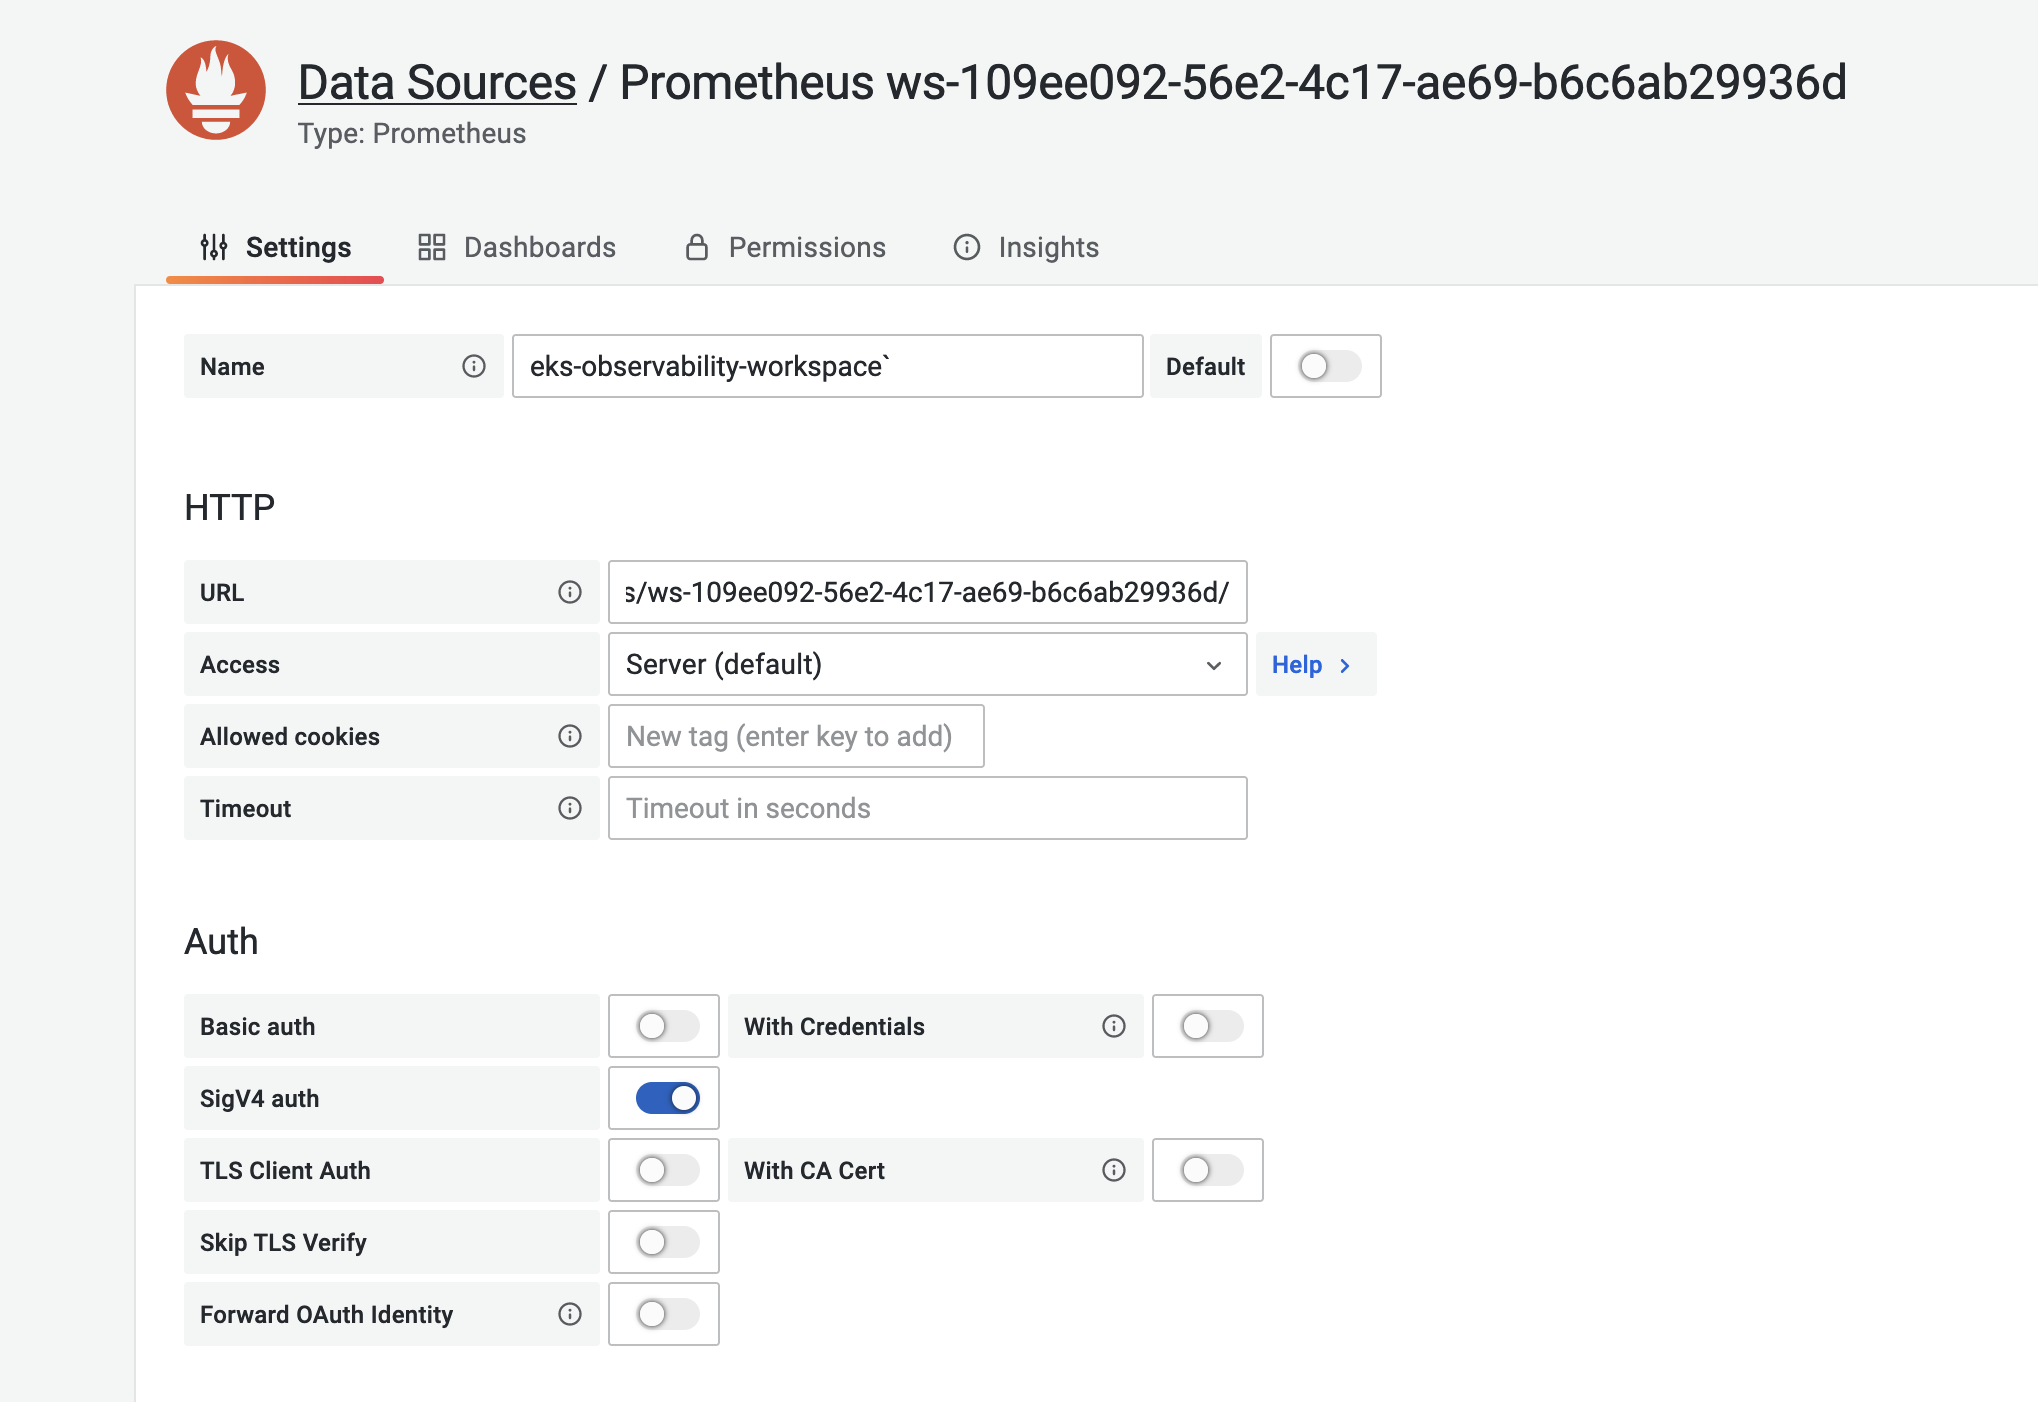 Data Sources / Prometheus ws-109ee092-56e2-4c17-ae69-b6c6ab29936d
Type: Prometheus
Settings Dashboards Permissions Insights
Name eks-observability-workspace` Default
HTTP
URL s/ws-109ee092-56e2-4c17-ae69-b6c6ab29936d/
Access Server (default) Help
Allowed cookies New tag (enter key to add)
Timeout Timeout in seconds
Auth
Basic auth With Credentials
SigV4 auth
TLS Client Auth With CA Cert
Skip TLS Verify
Forward OAuth Identity